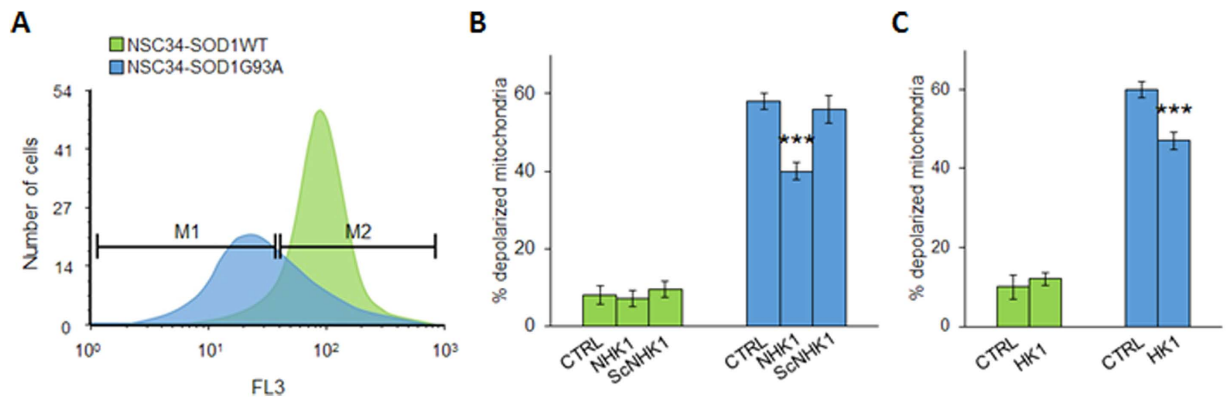 A
NSC34-SOD1WT
NSC34-SOD1G93A
Number of cells
54
41
27
14
0
M1
M2
10⁰
10¹
10²
10³
FL3
B
% depolarized mitochondria
60
40
20
0
***
CTRL
NHK1
ScNHK1
CTRL
NHK1
ScNHK1
C
% depolarized mitochondria
60
40
20
0
***
CTRL
HK1
CTRL
HK1